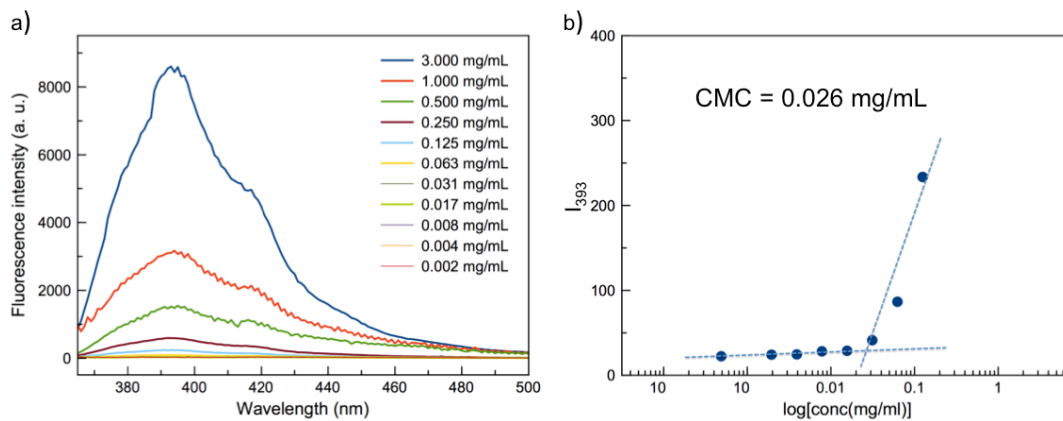 a)
Fluorescence intensity (a. u.)
8000
6000
4000
2000
0
380 400 420 440 460 480 500
Wavelength (nm)
3.000 mg/mL
1.000 mg/mL
0.500 mg/mL
0.250 mg/mL
0.125 mg/mL
0.063 mg/mL
0.031 mg/mL
0.017 mg/mL
0.008 mg/mL
0.004 mg/mL
0.002 mg/mL
b)
I393
400
300
200
100
0
CMC = 0.026 mg/mL
10 10 0.01 0.1 1
log[conc(mg/ml)]